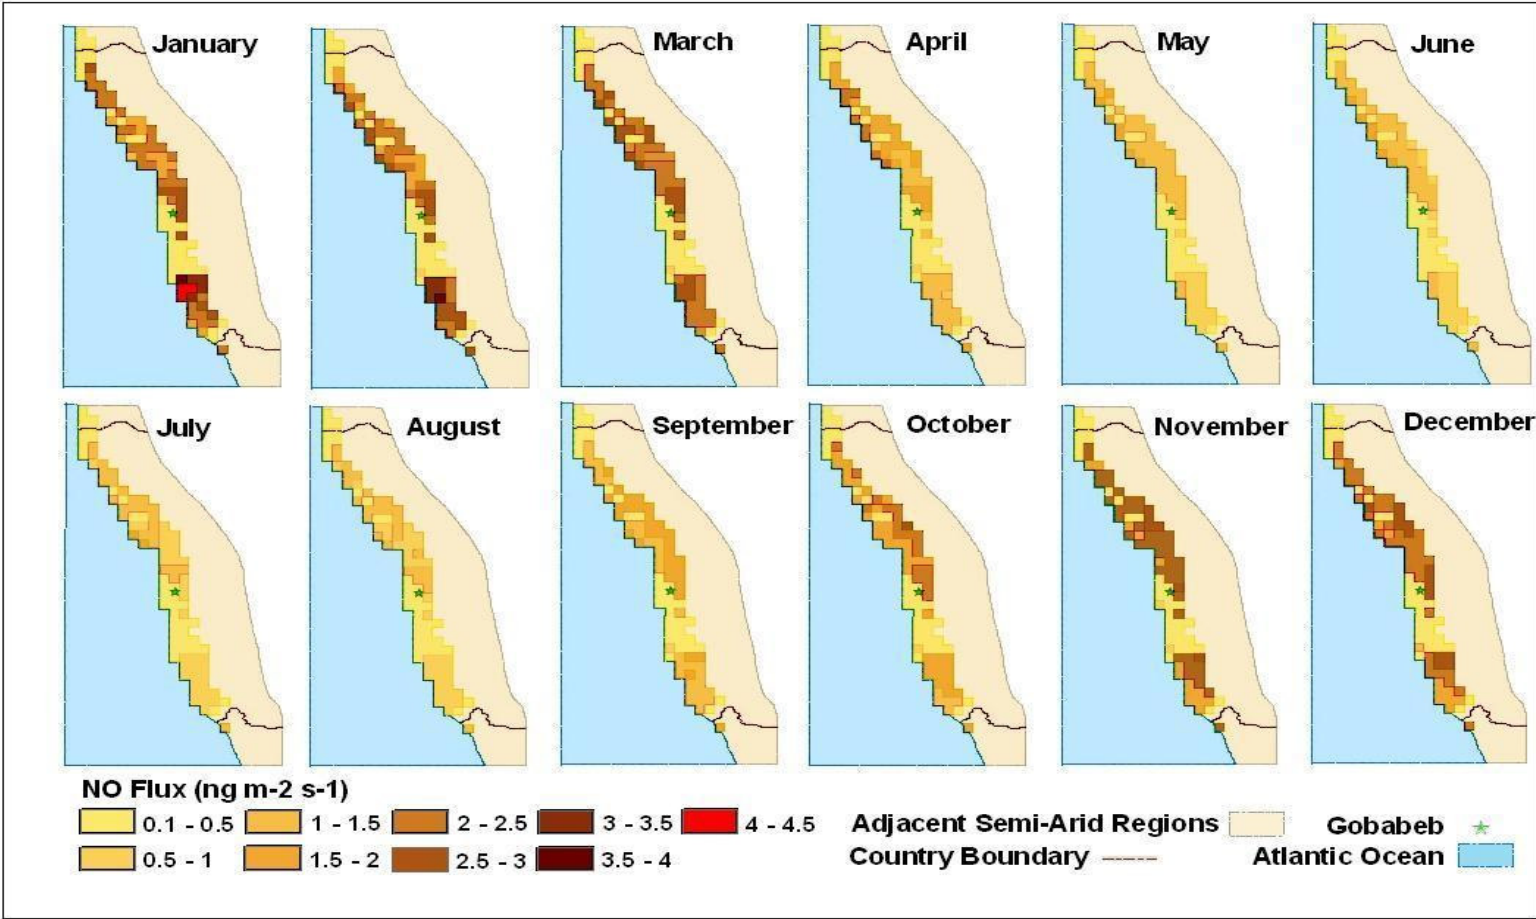 January
March
April
May
June
July
August
September
October
November
December
NO Flux (ng m-2 s-1)
0.1 - 0.5
1 - 1.5
2 - 2.5
3 - 3.5
4 - 4.5
0.5 - 1
1.5 - 2
2.5 - 3
3.5 - 4
Adjacent Semi-Arid Regions
Gobabeb
Country Boundary
Atlantic Ocean